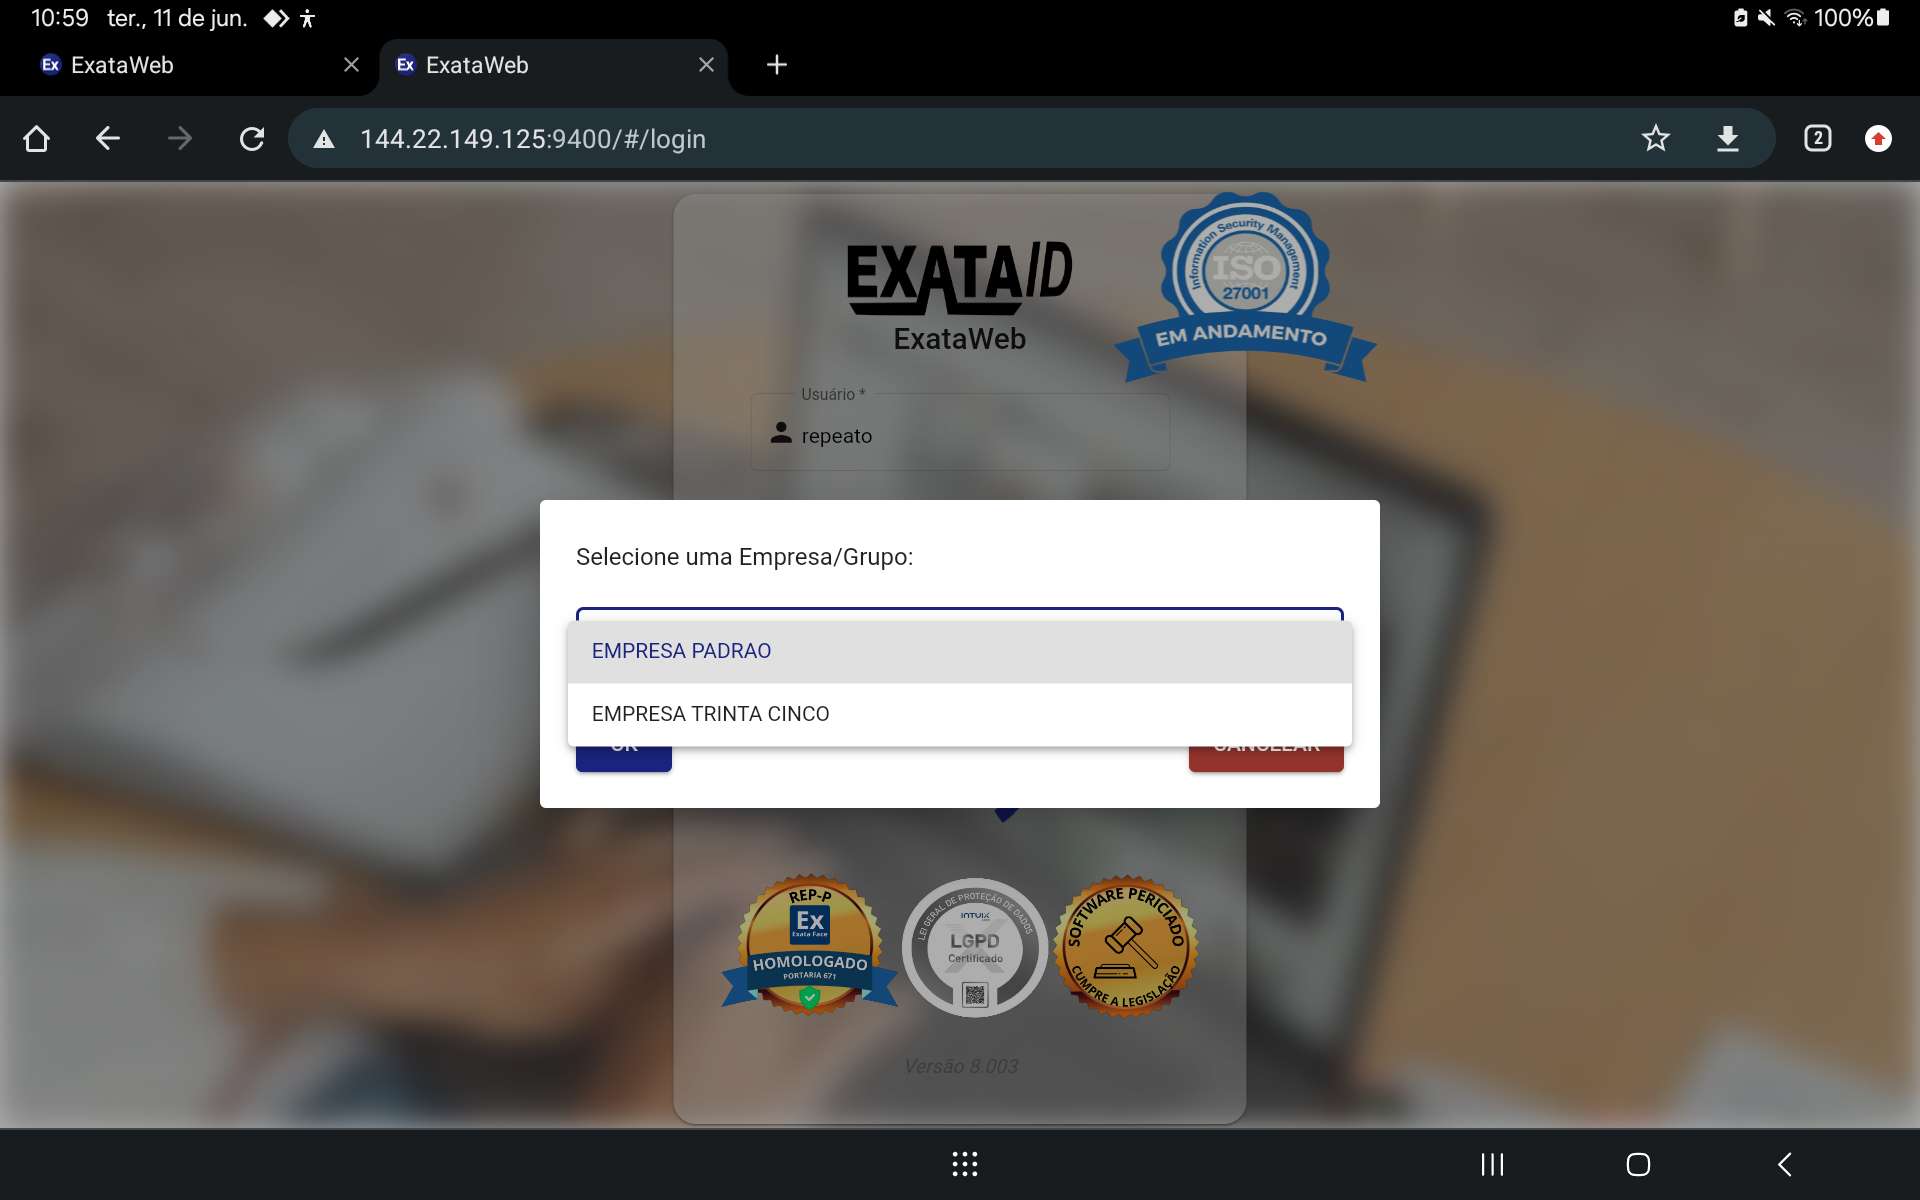 10:59 ter., 11 de jun. 100%
Ex ExataWeb
Ex ExataWeb
144.22.149.125:9400/#/login
2
EXATAID
ExataWeb
Information Security Management
ISO
27001
EM ANDAMENTO
Usuário *
repeato
Selecione uma Empresa/Grupo:
EMPRESA PADRAO
EMPRESA TRINTA CINCO
OK
CANCELAR
REP-P
Ex
Exata Face
HOMOLOGADO
PORTARIA 671
LEI GERAL DE PROTEÇÃO DE DADOS
INTUIX
LGPD
Certificado
SOFTWARE PERICIADO
CUMPRE A LEGISLAÇÃO
Versão 8.003